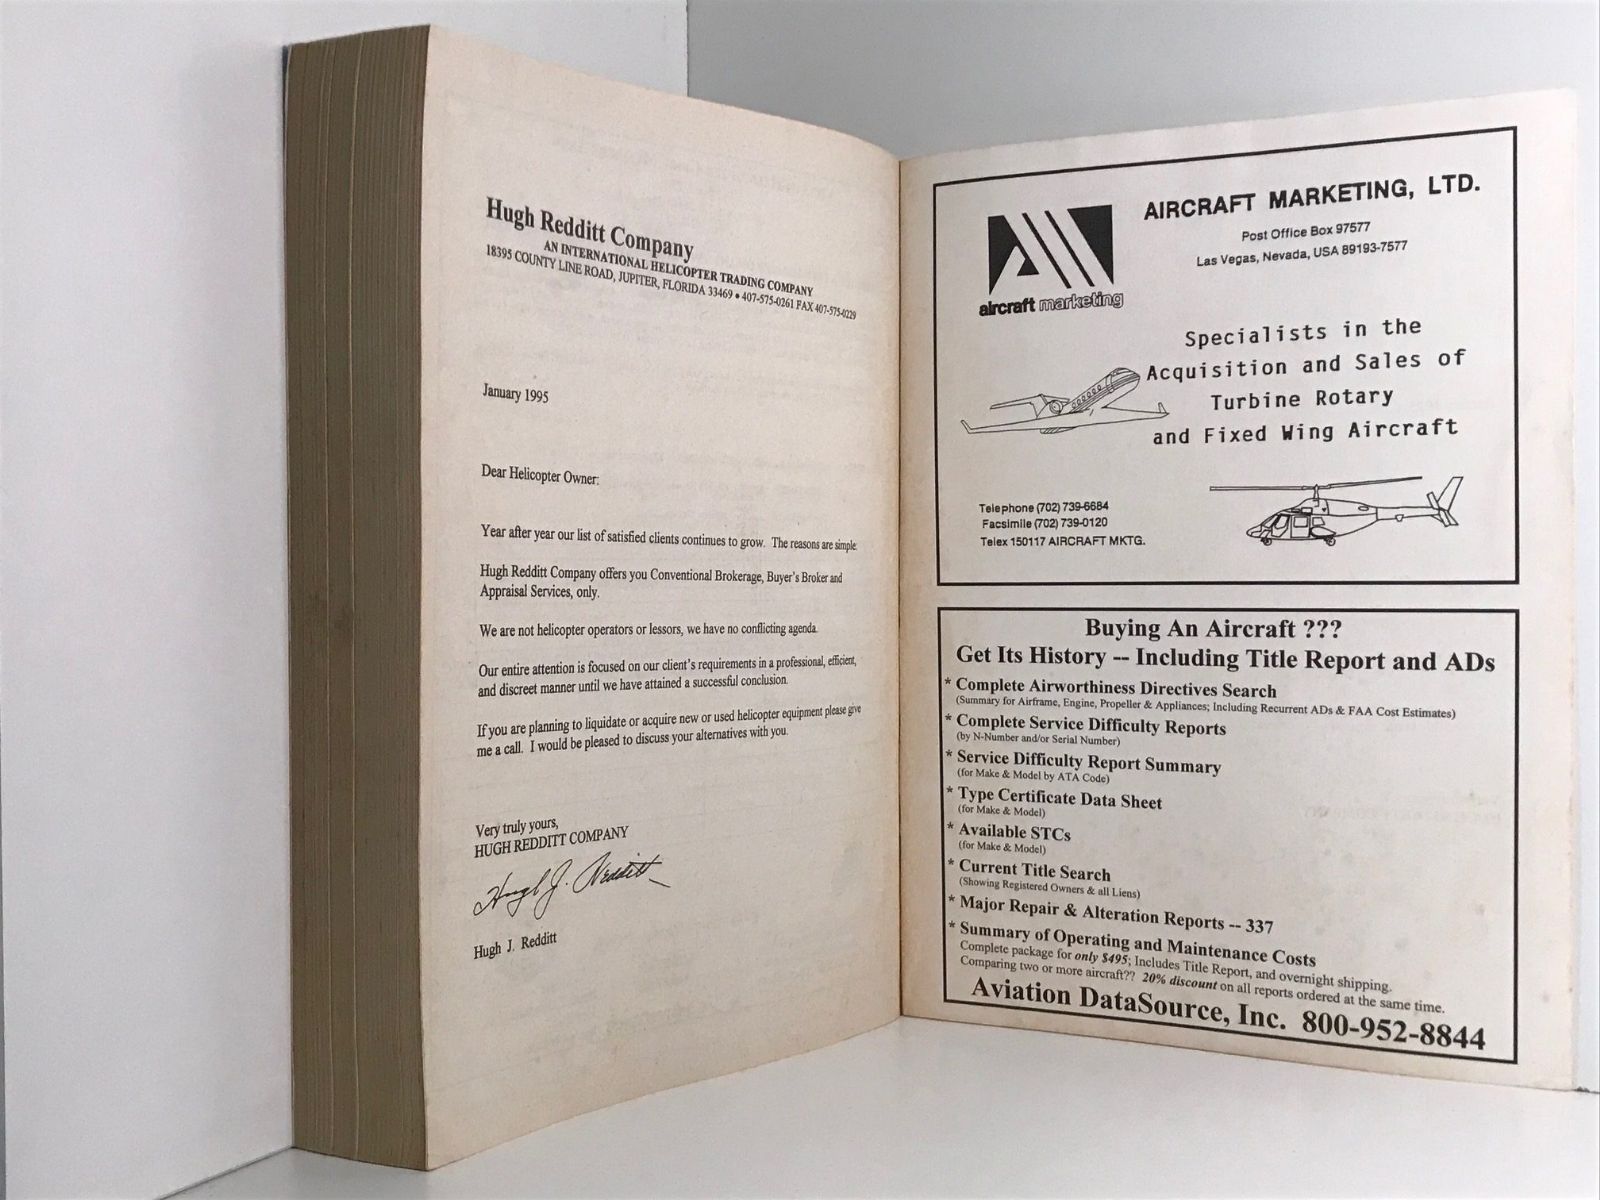 Hugh Redditt Company
AN INTERNATIONAL HELICOPTER TRADING COMPANY
18395 COUNTY LINE ROAD, JUPITER, FLORIDA 33469 • 407-575-0261 FAX 407-575-0229
January 1995
Dear Helicopter Owner:
Year after year our list of satisfied clients continues to grow. The reasons are simple:
Hugh Redditt Company offers you Conventional Brokerage, Buyer's Broker and
Appraisal Services, only.
We are not helicopter operators or lessors, we have no conflicting agenda.
Our entire attention is focused on our client's requirements in a professional, efficient,
and discreet manner until we have attained a successful conclusion.
If you are planning to liquidate or acquire new or used helicopter equipment please give
me a call. I would be pleased to discuss your alternatives with you.
Very truly yours,
HUGH REDDITT COMPANY
Hugh J. Redditt
Hugh J. Redditt
AIRCRAFT MARKETING, LTD.
Post Office Box 97577
Las Vegas, Nevada, USA 89193-7577
aircraft marketing
Specialists in the
Acquisition and Sales of
Turbine Rotary
and Fixed Wing Aircraft
Telephone (702) 739-6684
Facsimile (702) 739-0120
Telex 150117 AIRCRAFT MKTG.
Buying An Aircraft ???
Get Its History -- Including Title Report and ADs
* Complete Airworthiness Directives Search
(Summary for Airframe, Engine, Propeller & Appliances; Including Recurrent ADs & FAA Cost Estimates)
* Complete Service Difficulty Reports
(by N-Number and/or Serial Number)
* Service Difficulty Report Summary
(for Make & Model by ATA Code)
* Type Certificate Data Sheet
(for Make & Model)
* Available STCs
(for Make & Model)
* Current Title Search
(Showing Registered Owners & all Liens)
* Major Repair & Alteration Reports -- 337
* Summary of Operating and Maintenance Costs
Complete package for only $495; Includes Title Report, and overnight shipping.
Comparing two or more aircraft?? 20% discount on all reports ordered at the same time.
Aviation DataSource, Inc. 800-952-8844